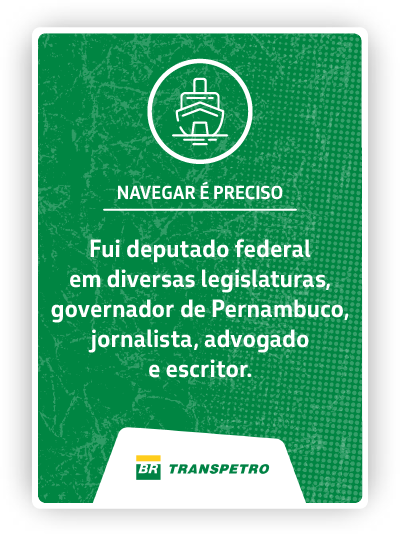 NAVEGAR É PRECISO
Fui deputado federal
em diversas legislaturas,
governador de Pernambuco,
jornalista, advogado
e escritor.
BR TRANSPETRO